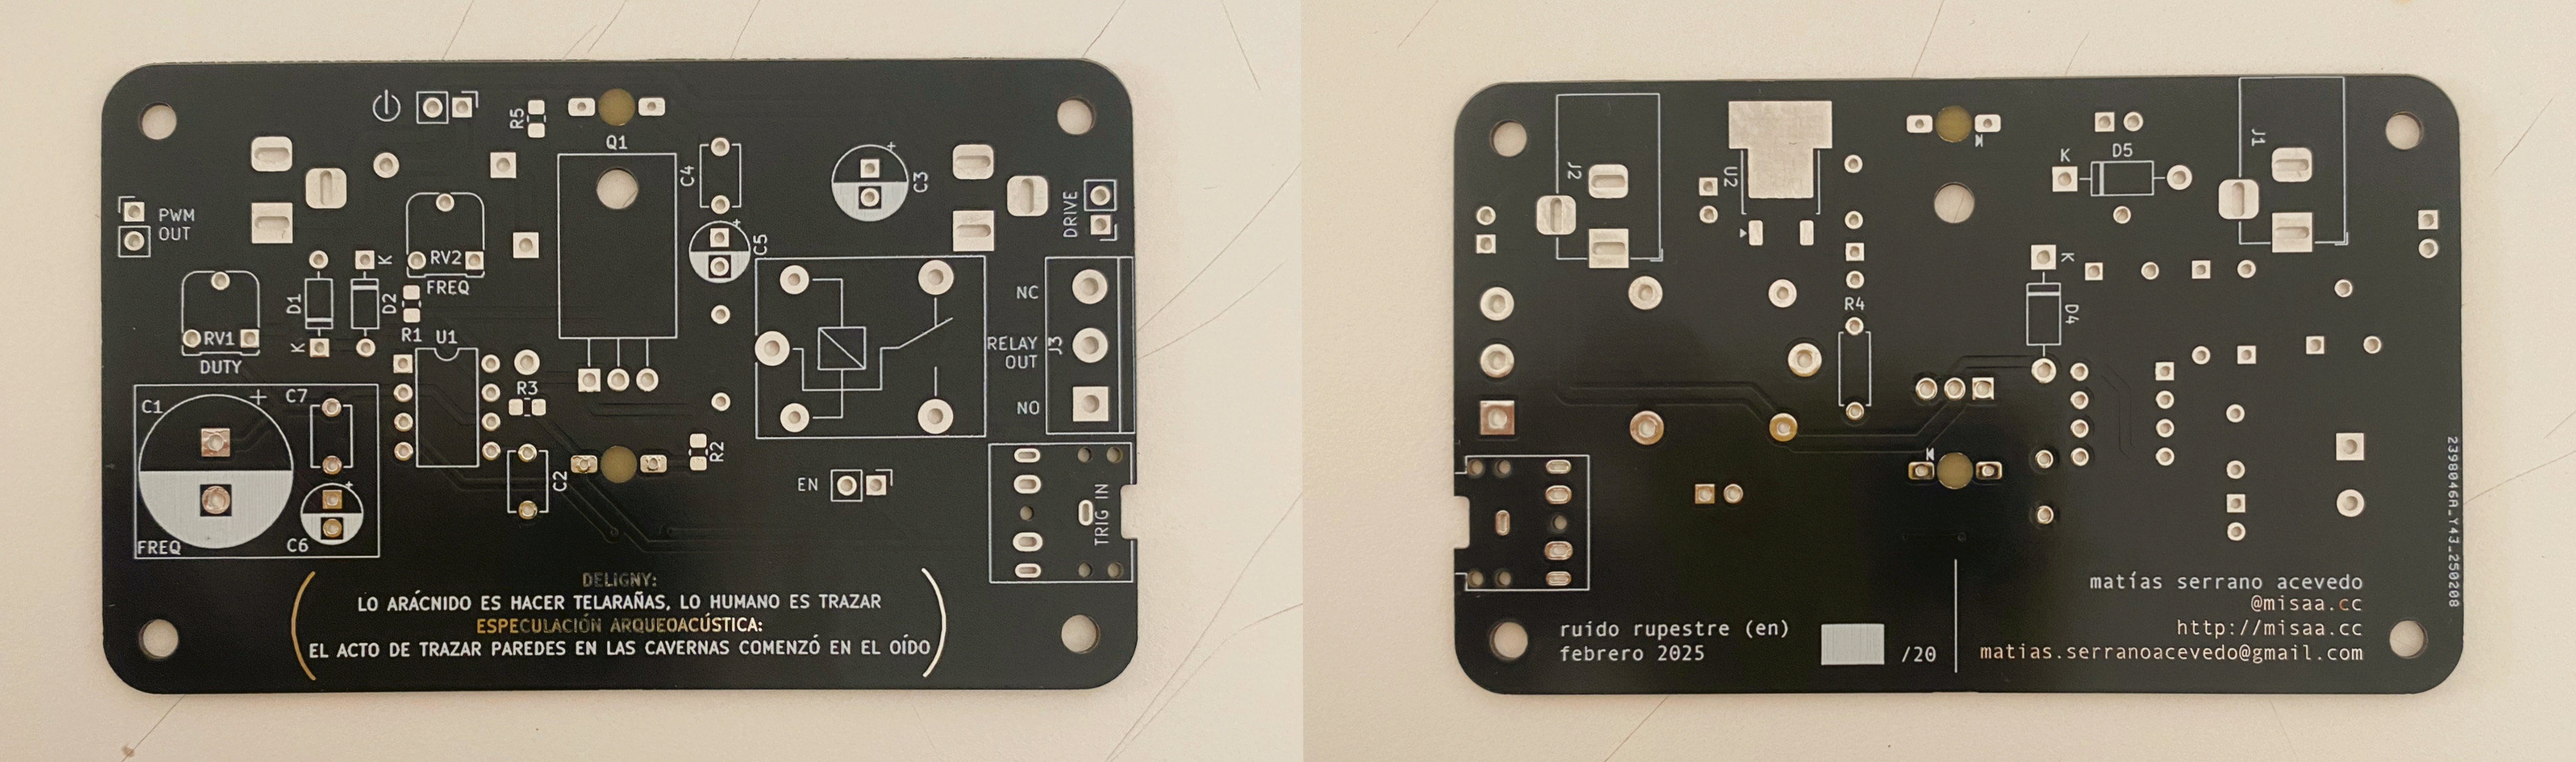 R5
Q1
C4
C3
PWM
OUT
DRIVE
C5
K
RV2
FREQ
D1
D2
NC
RV1
DUTY
K
R1
U1
RELAY
OUT
J3
C1
+
C7
R3
NO
R2
C2
EN
TRIG IN
FREQ
C6
DELIGNY:
LO ARÁCNIDO ES HACER TELARAÑAS, LO HUMANO ES TRAZAR
ESPECULACIÓN ARQUEOACÚSTICA:
EL ACTO DE TRAZAR PAREDES EN LAS CAVERNAS COMENZÓ EN EL OÍDO
J2
U2
K
D5
J1
K
D4
R4
2398046A_Y43_250208
ruido rupestre (en)
febrero 2025
/20
matías serrano acevedo
@misaa.cc
http://misaa.cc
matias.serranoacevedo@gmail.com